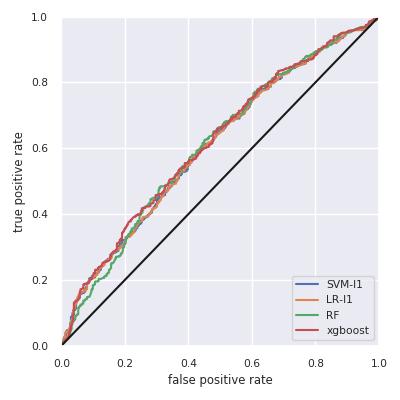 1.0
0.8
0.6
0.4
0.2
0.0
true positive rate
0.0 0.2 0.4 0.6 0.8 1.0
false positive rate
SVM-l1
LR-l1
RF
xgboost